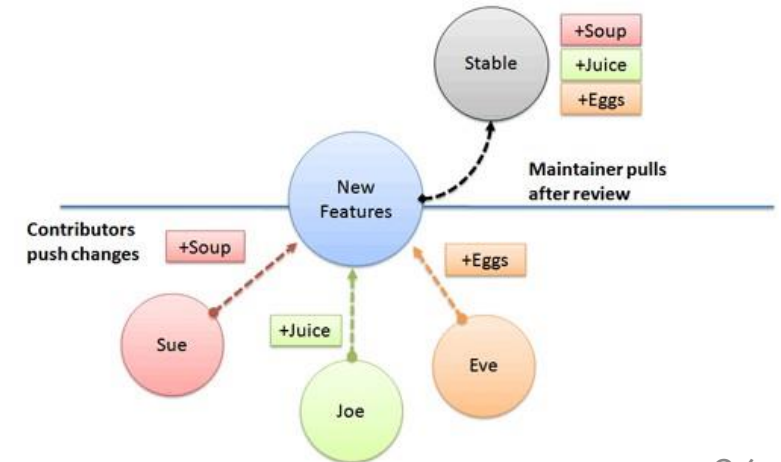 +Soup
Stable
+Juice
+Eggs
New
Features
Maintainer pulls
after review
Contributors
push changes
+Soup
+Eggs
+Juice
Sue
Eve
Joe